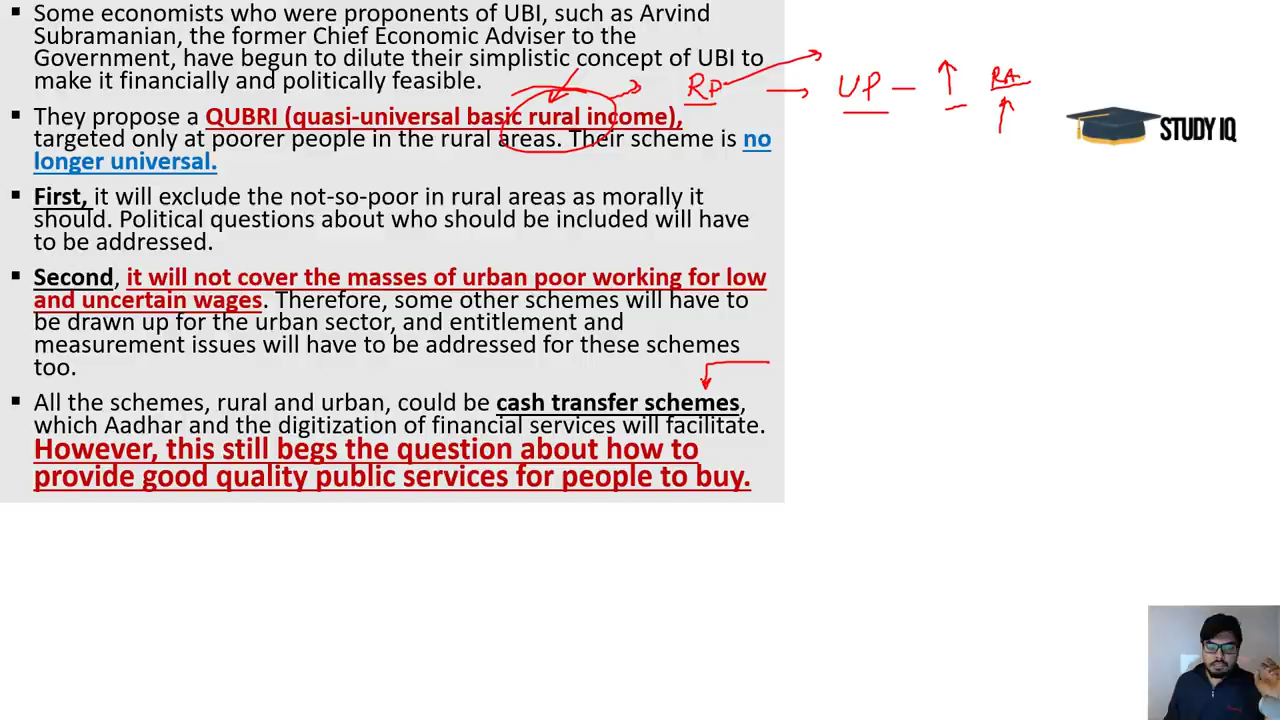 ▪ Some economists who were proponents of UBI, such as Arvind
Subramanian, the former Chief Economic Adviser to the
Government, have begun to dilute their simplistic concept of UBI to
make it financially and politically feasible.
▪ They propose a QUBRI (quasi-universal basic rural income),
targeted only at poorer people in the rural areas. Their scheme is no
longer universal.
▪ First, it will exclude the not-so-poor in rural areas as morally it
should. Political questions about who should be included will have
to be addressed.
▪ Second, it will not cover the masses of urban poor working for low
and uncertain wages. Therefore, some other schemes will have to
be drawn up for the urban sector, and entitlement and
measurement issues will have to be addressed for these schemes
too.
▪ All the schemes, rural and urban, could be cash transfer schemes,
which Aadhar and the digitization of financial services will facilitate.
However, this still begs the question about how to
provide good quality public services for people to buy.
RP → UP – ↑ RA
STUDY IQ